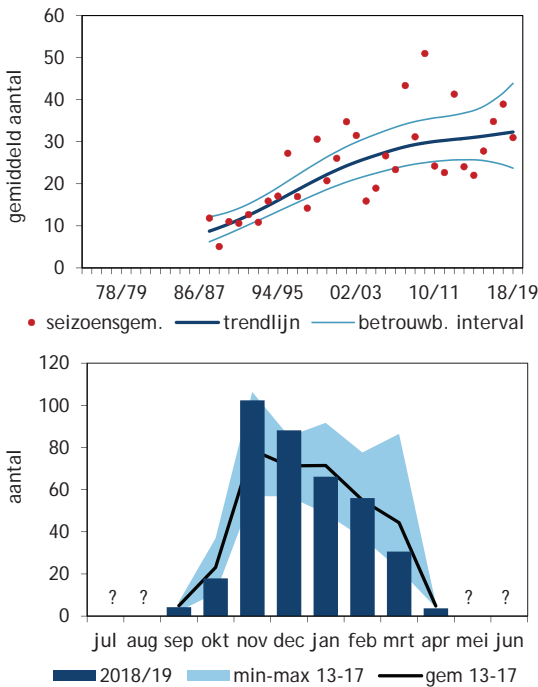 60
50
40
30
20
10
0
gemiddeld aantal
78/79 86/87 94/95 02/03 10/11 18/19
seizoensgem. trendlijn betrouwb. interval
120
100
80
60
40
20
0
aantal
? ? ? ?
jul aug sep okt nov dec jan feb mrt apr mei jun
2018/19 min-max 13-17 gem 13-17